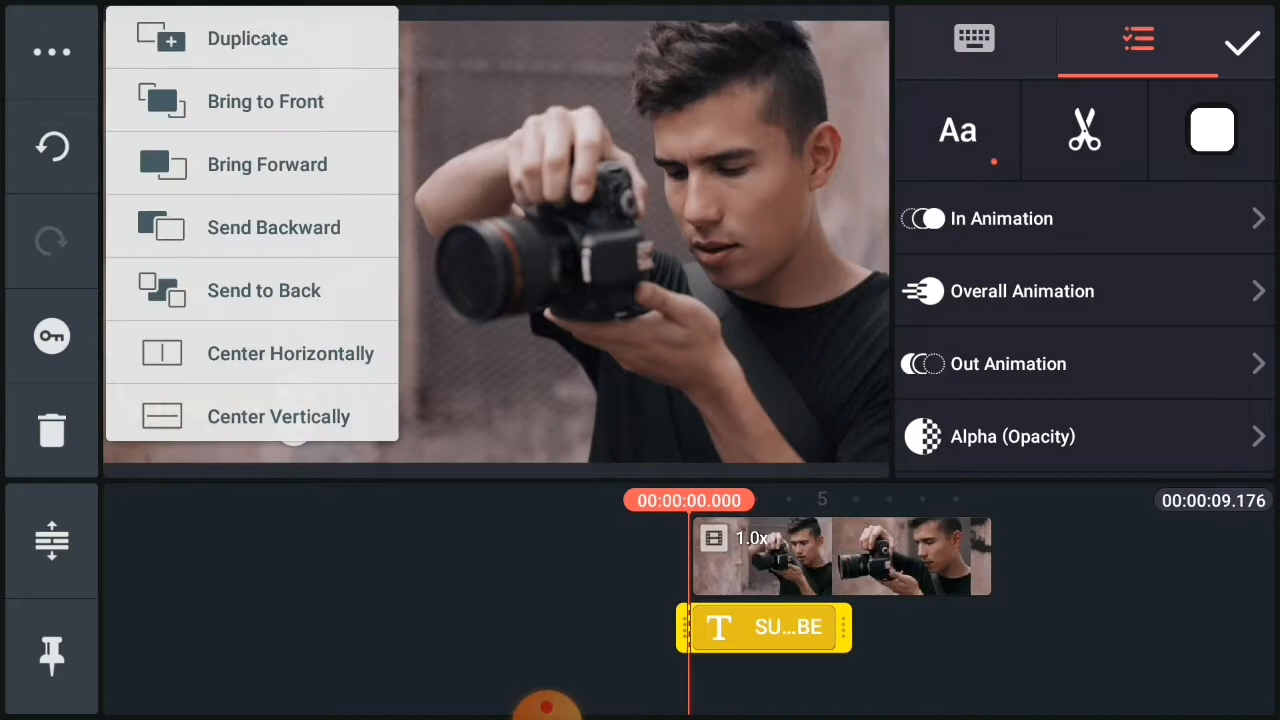 Duplicate
Bring to Front
Bring Forward
Send Backward
Send to Back
Center Horizontally
Center Vertically
Aa
In Animation
Overall Animation
Out Animation
Alpha (Opacity)
00:00:00.000
5
00:00:09.176
1.0x
T SU...BE